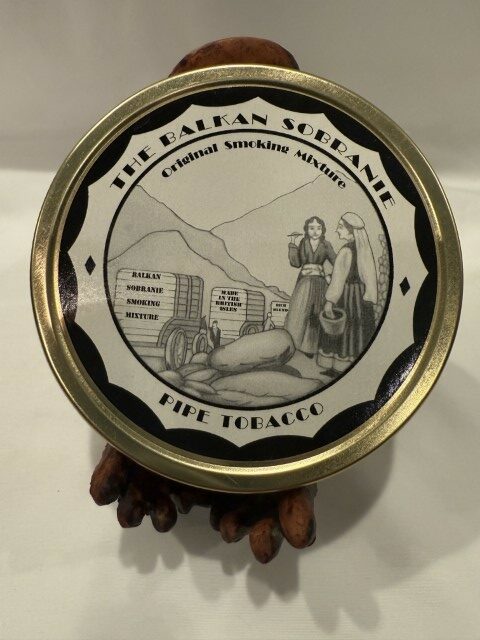 THE BALKAN SOBRANIE
Original Smoking Mixture
BALKAN
SOBRANIE
SMOKING
MIXTURE
MADE
IN THE
BRITISH
ISLES
RICH
BLEND
PIPE TOBACCO